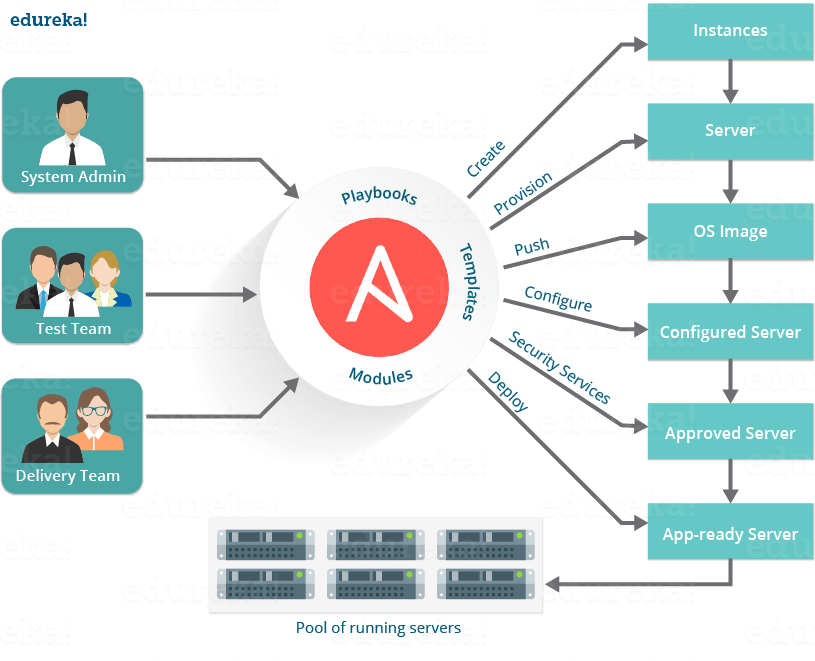 edureka!
System Admin
Test Team
Delivery Team
Playbooks
Templates
Modules
Create
Provision
Push
Configure
Security Services
Deploy
Instances
Server
OS Image
Configured Server
Approved Server
App-ready Server
Pool of running servers